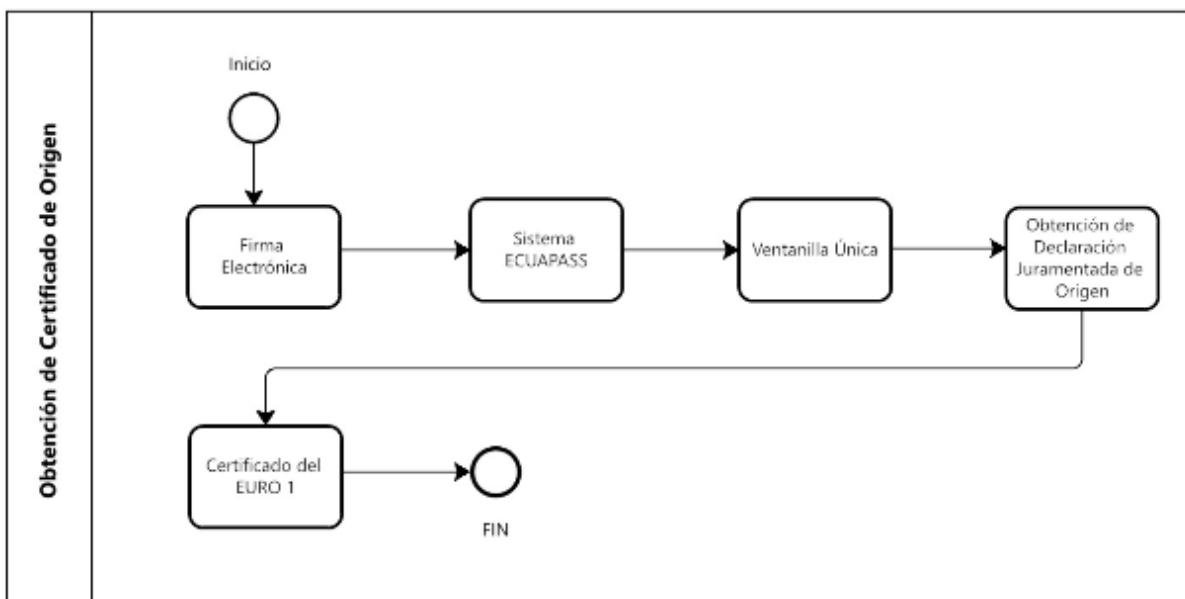 Obtención de Certificado de Origen
Inicio
Firma
Electrónica
Sistema
ECUAPASS
Ventanilla Única
Obtención de
Declaración
Juramentada de
Origen
Certificado del
EURO 1
FIN